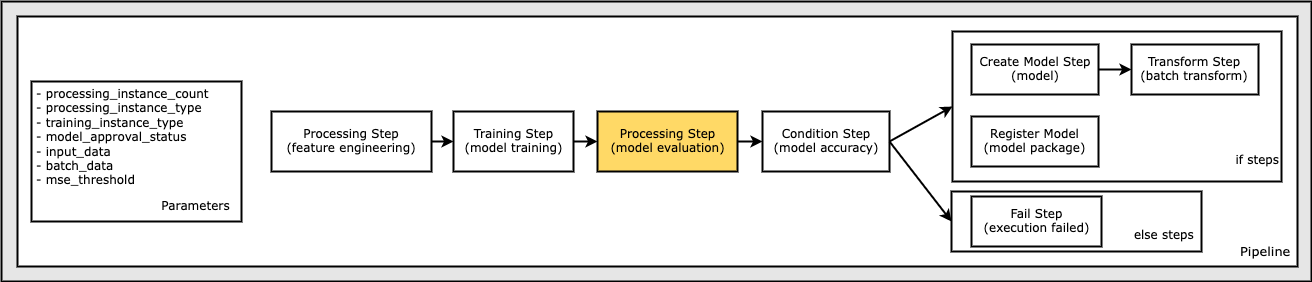 - processing_instance_count
- processing_instance_type
- training_instance_type
- model_approval_status
- input_data
- batch_data
- mse_threshold
Parameters
Processing Step
(feature engineering)
Training Step
(model training)
Processing Step
(model evaluation)
Condition Step
(model accuracy)
Create Model Step
(model)
Transform Step
(batch transform)
Register Model
(model package)
if steps
Fail Step
(execution failed)
else steps
Pipeline